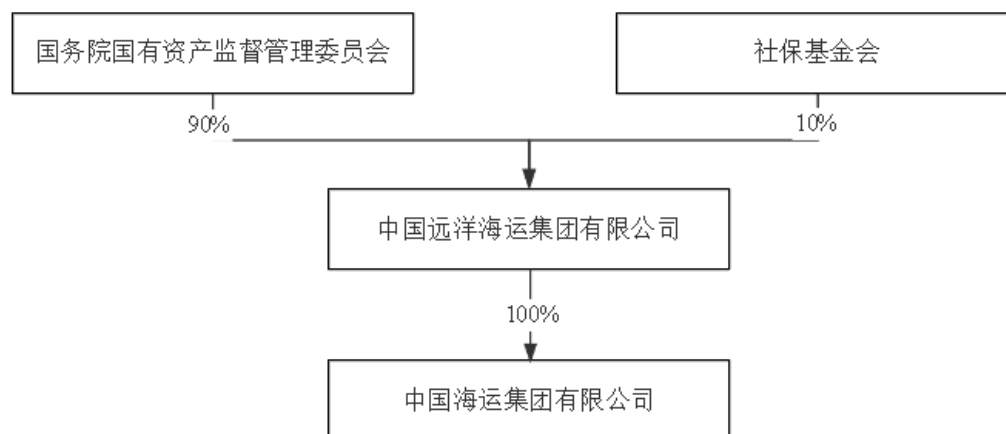 国务院国有资产监督管理委员会
社保基金会
90%
10%
中国远洋海运集团有限公司
100%
中国海运集团有限公司